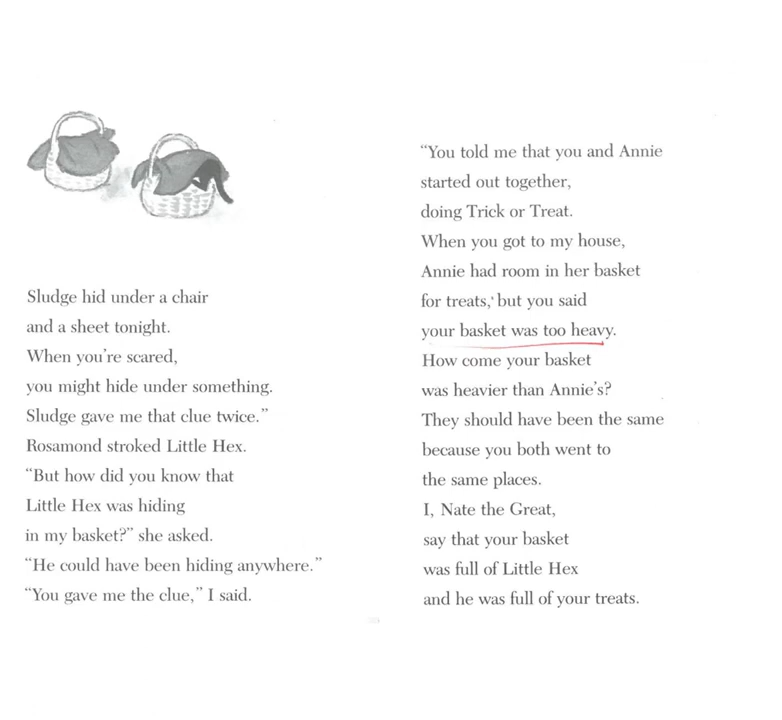 Sludge hid under a chair
and a sheet tonight.
When you're scared,
you might hide under something.
Sludge gave me that clue twice.”
Rosamond stroked Little Hex.
“But how did you know that
Little Hex was hiding
in my basket?” she asked.
“He could have been hiding anywhere.”
“You gave me the clue,” I said.
“You told me that you and Annie
started out together,
doing Trick or Treat.
When you got to my house,
Annie had room in her basket
for treats, but you said
your basket was too heavy.
How come your basket
was heavier than Annie's?
They should have been the same
because you both went to
the same places.
I, Nate the Great,
say that your basket
was full of Little Hex
and he was full of your treats.